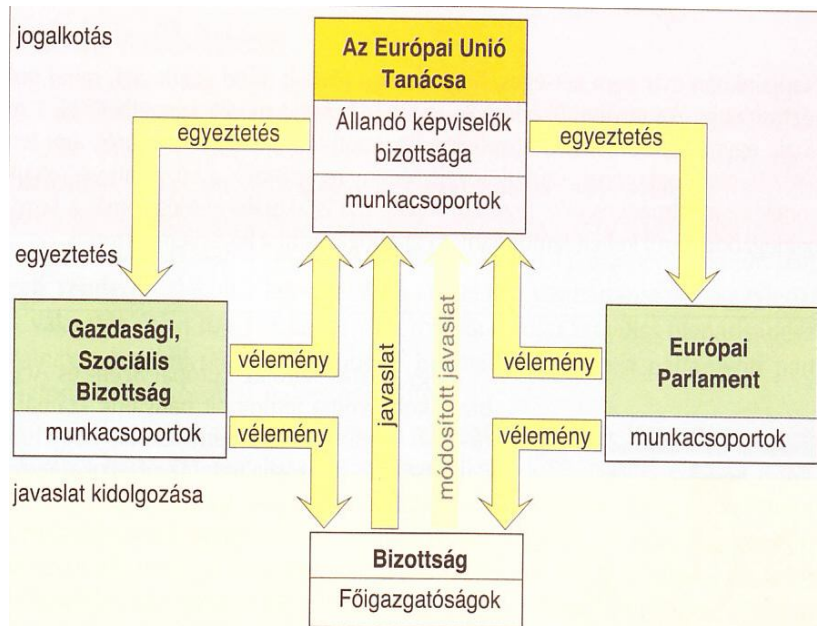 jogalkotás
Az Európai Unió
Tanácsa
Állandó képviselők
bizottsága
munkacsoportok
egyeztetés
egyeztetés
egyeztetés
Gazdasági,
Szociális
Bizottság
munkacsoportok
vélemény
vélemény
javaslat
módosított javaslat
vélemény
vélemény
Európai
Parlament
munkacsoportok
javaslat kidolgozása
Bizottság
Főigazgatóságok